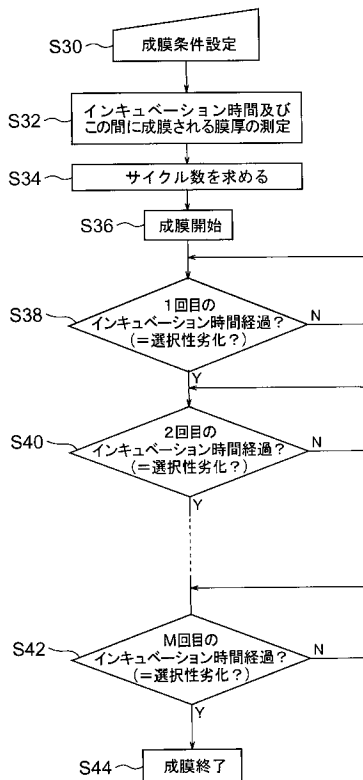 S30
成膜条件設定
S32
インキュベーション時間及び
この間に成膜される膜厚の測定
S34
サイクル数を求める
S36
成膜開始
S38
1回目の
インキュベーション時間経過?
(=選択性劣化?)
N
Y
S40
2回目の
インキュベーション時間経過?
(=選択性劣化?)
N
Y
S42
M回目の
インキュベーション時間経過?
(=選択性劣化?)
N
Y
S44
成膜終了